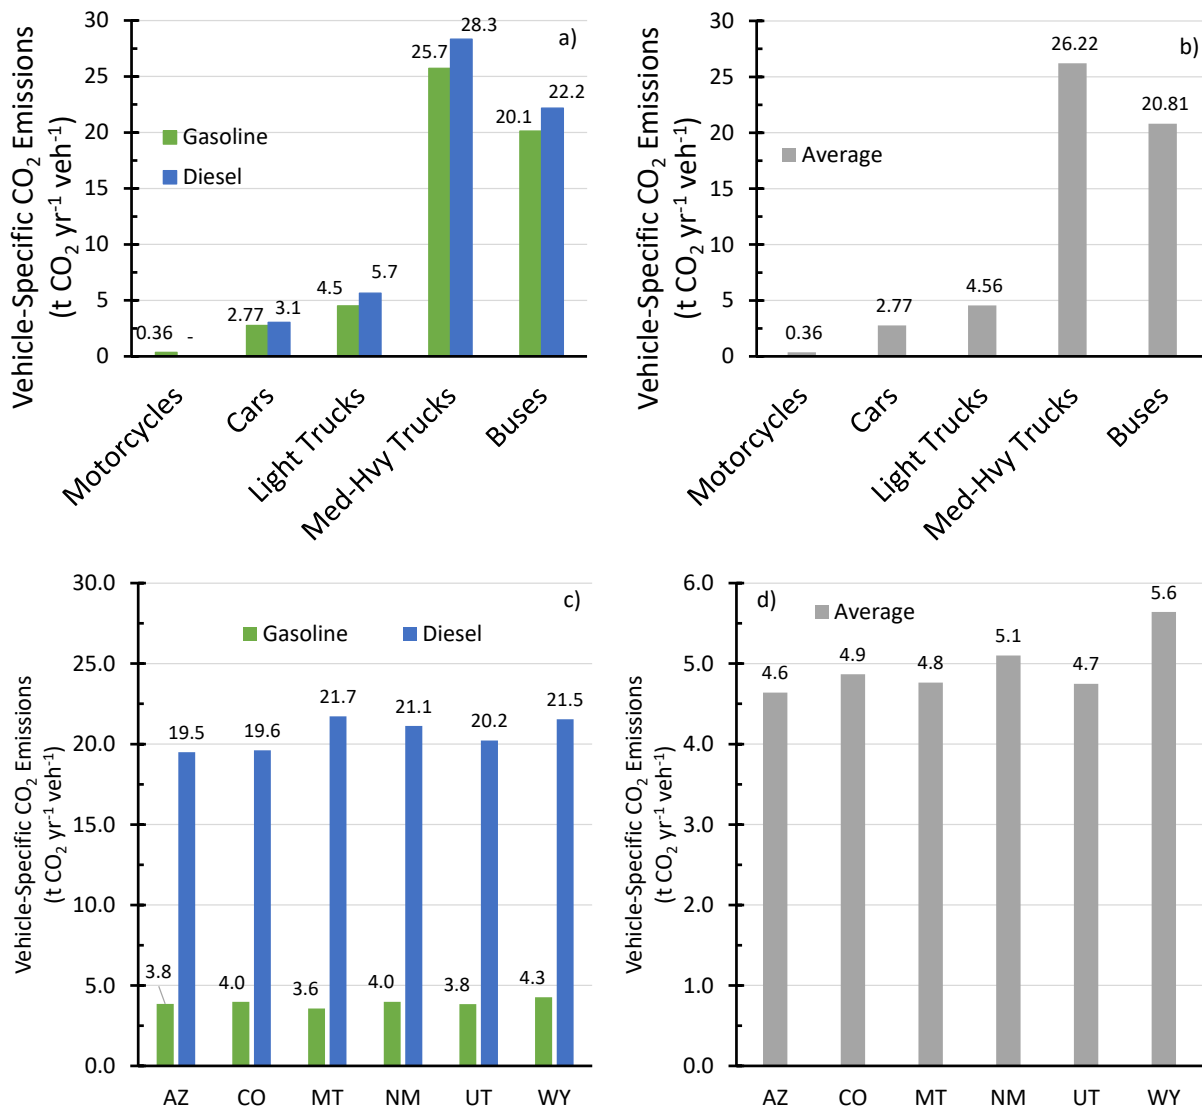 Vehicle-Specific CO₂ Emissions
(t CO₂ yr⁻¹ veh⁻¹)
30
25
20
15
10
5
0
a)
Gasoline
Diesel
0.36
-
2.77
3.1
4.5
5.7
25.7
28.3
20.1
22.2
Motorcycles
Cars
Light Trucks
Med-Hvy Trucks
Buses
Vehicle-Specific CO₂ Emissions
(t CO₂ yr⁻¹ veh⁻¹)
30
25
20
15
10
5
0
b)
Average
0.36
2.77
4.56
26.22
20.81
Motorcycles
Cars
Light Trucks
Med-Hvy Trucks
Buses
Vehicle-Specific CO₂ Emissions
(t CO₂ yr⁻¹ veh⁻¹)
30.0
25.0
20.0
15.0
10.0
5.0
0.0
c)
Gasoline
Diesel
3.8
19.5
4.0
19.6
3.6
21.7
4.0
21.1
3.8
20.2
4.3
21.5
AZ
CO
MT
NM
UT
WY
Vehicle-Specific CO₂ Emissions
(t CO₂ yr⁻¹ veh⁻¹)
6.0
5.0
4.0
3.0
2.0
1.0
0.0
d)
Average
4.6
4.9
4.8
5.1
4.7
5.6
AZ
CO
MT
NM
UT
WY